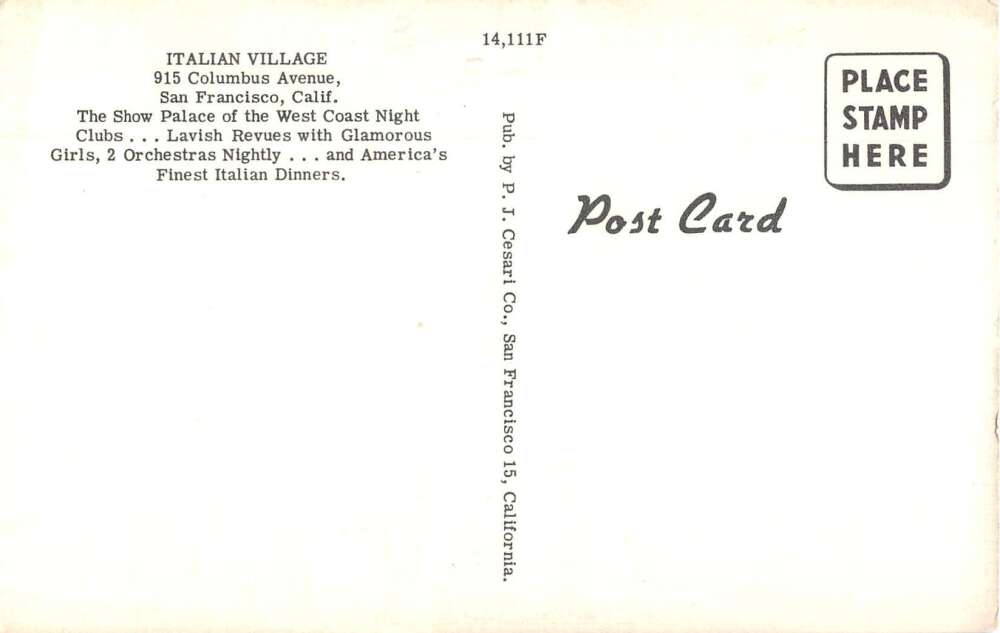 14,111F
ITALIAN VILLAGE
915 Columbus Avenue,
San Francisco, Calif.
The Show Palace of the West Coast Night
Clubs . . . Lavish Revues with Glamorous
Girls, 2 Orchestras Nightly . . . and America's
Finest Italian Dinners.
Pub. by P. J. Cesari Co., San Francisco 15, California.
Post Card
PLACE
STAMP
HERE